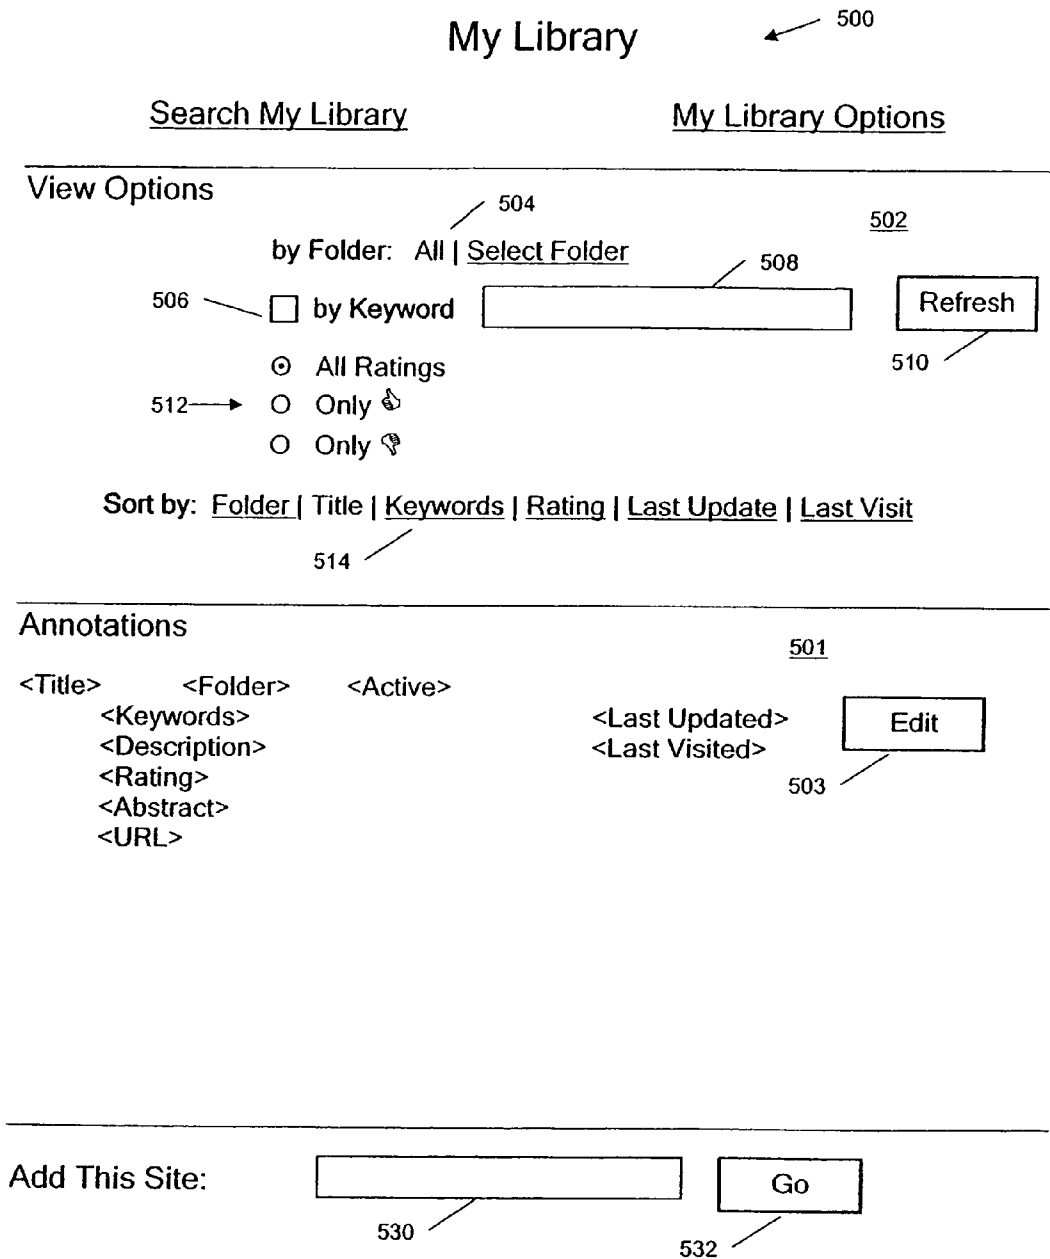 My Library
500
Search My Library
My Library Options
View Options
504
502
by Folder: All | Select Folder
508
506
by Keyword
Refresh
510
All Ratings
512
Only
Only
Sort by: Folder | Title | Keywords | Rating | Last Update | Last Visit
514
Annotations
501
<Title> <Folder> <Active>
<Keywords>
<Last Updated>
Edit
<Description>
<Last Visited>
<Rating>
503
<Abstract>
<URL>
Add This Site:
Go
530
532